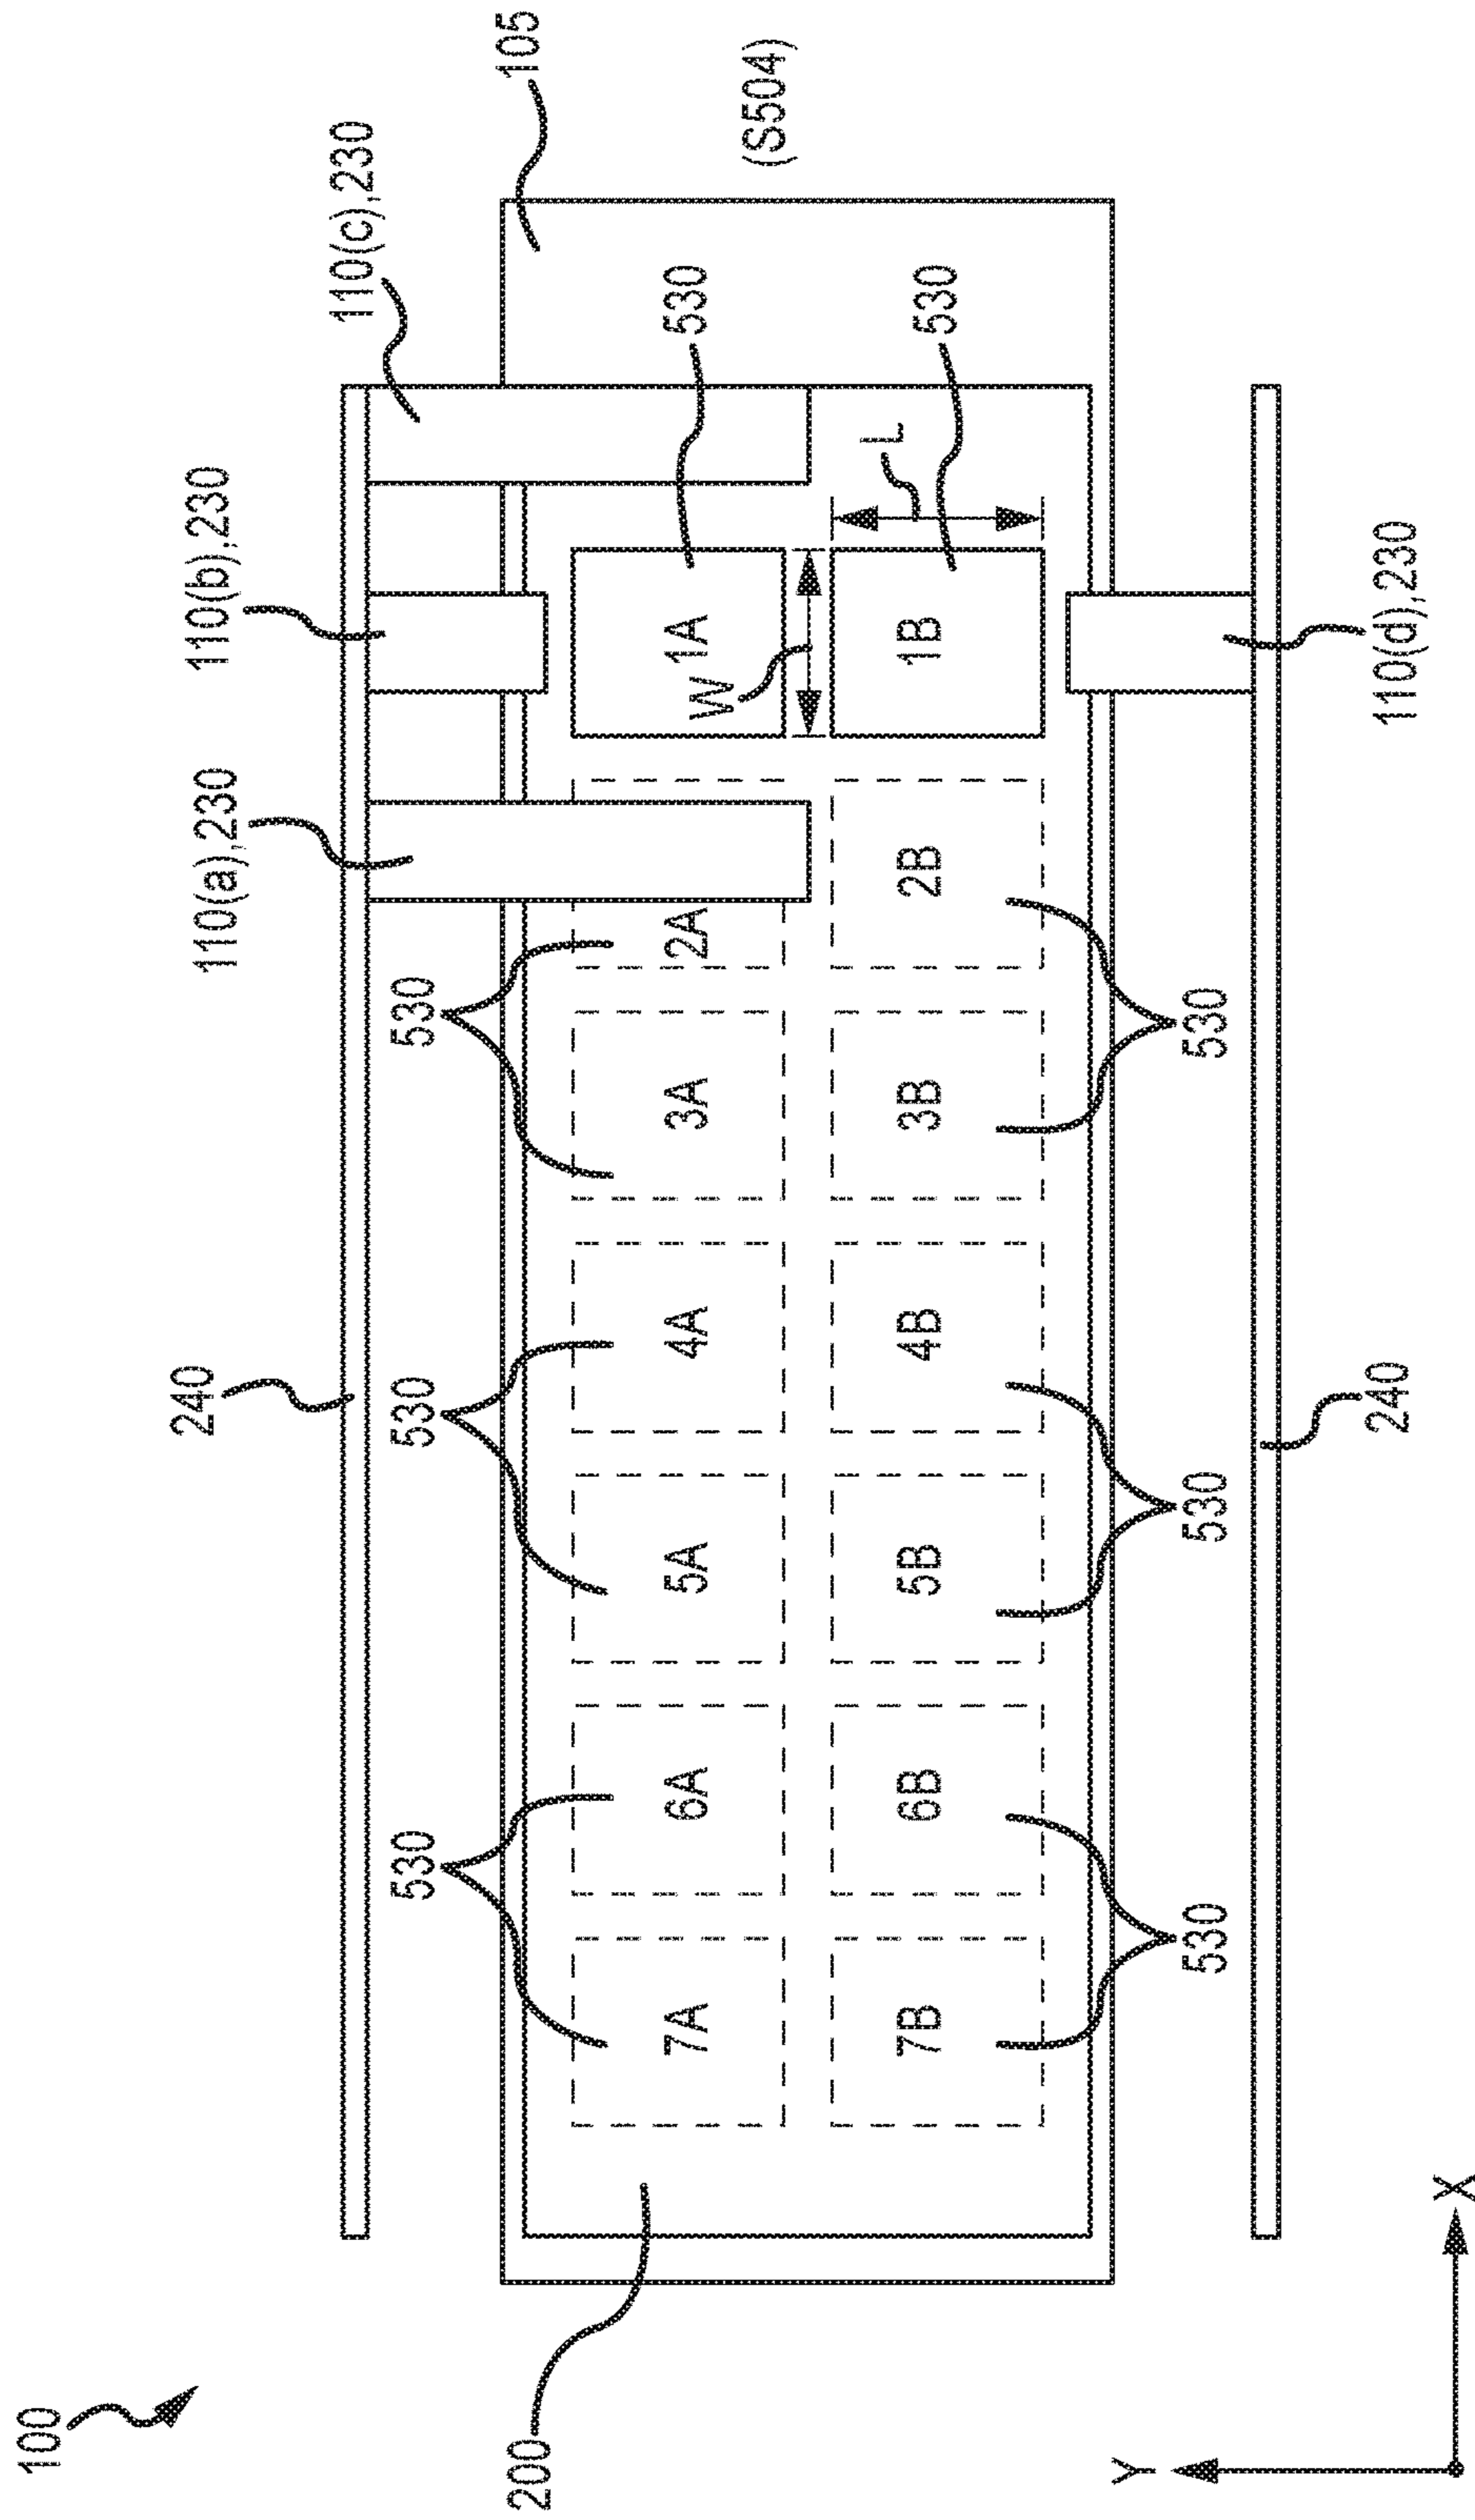 100
240
110(a),230
110(b),230
110(c),230
530
530
530
200
105
7A
6A
5A
4A
3A
2A
1A
530
W
(S504)
L
7B
6B
5B
4B
3B
2B
1B
530
Y
530
530
530
240
110(d),230
X